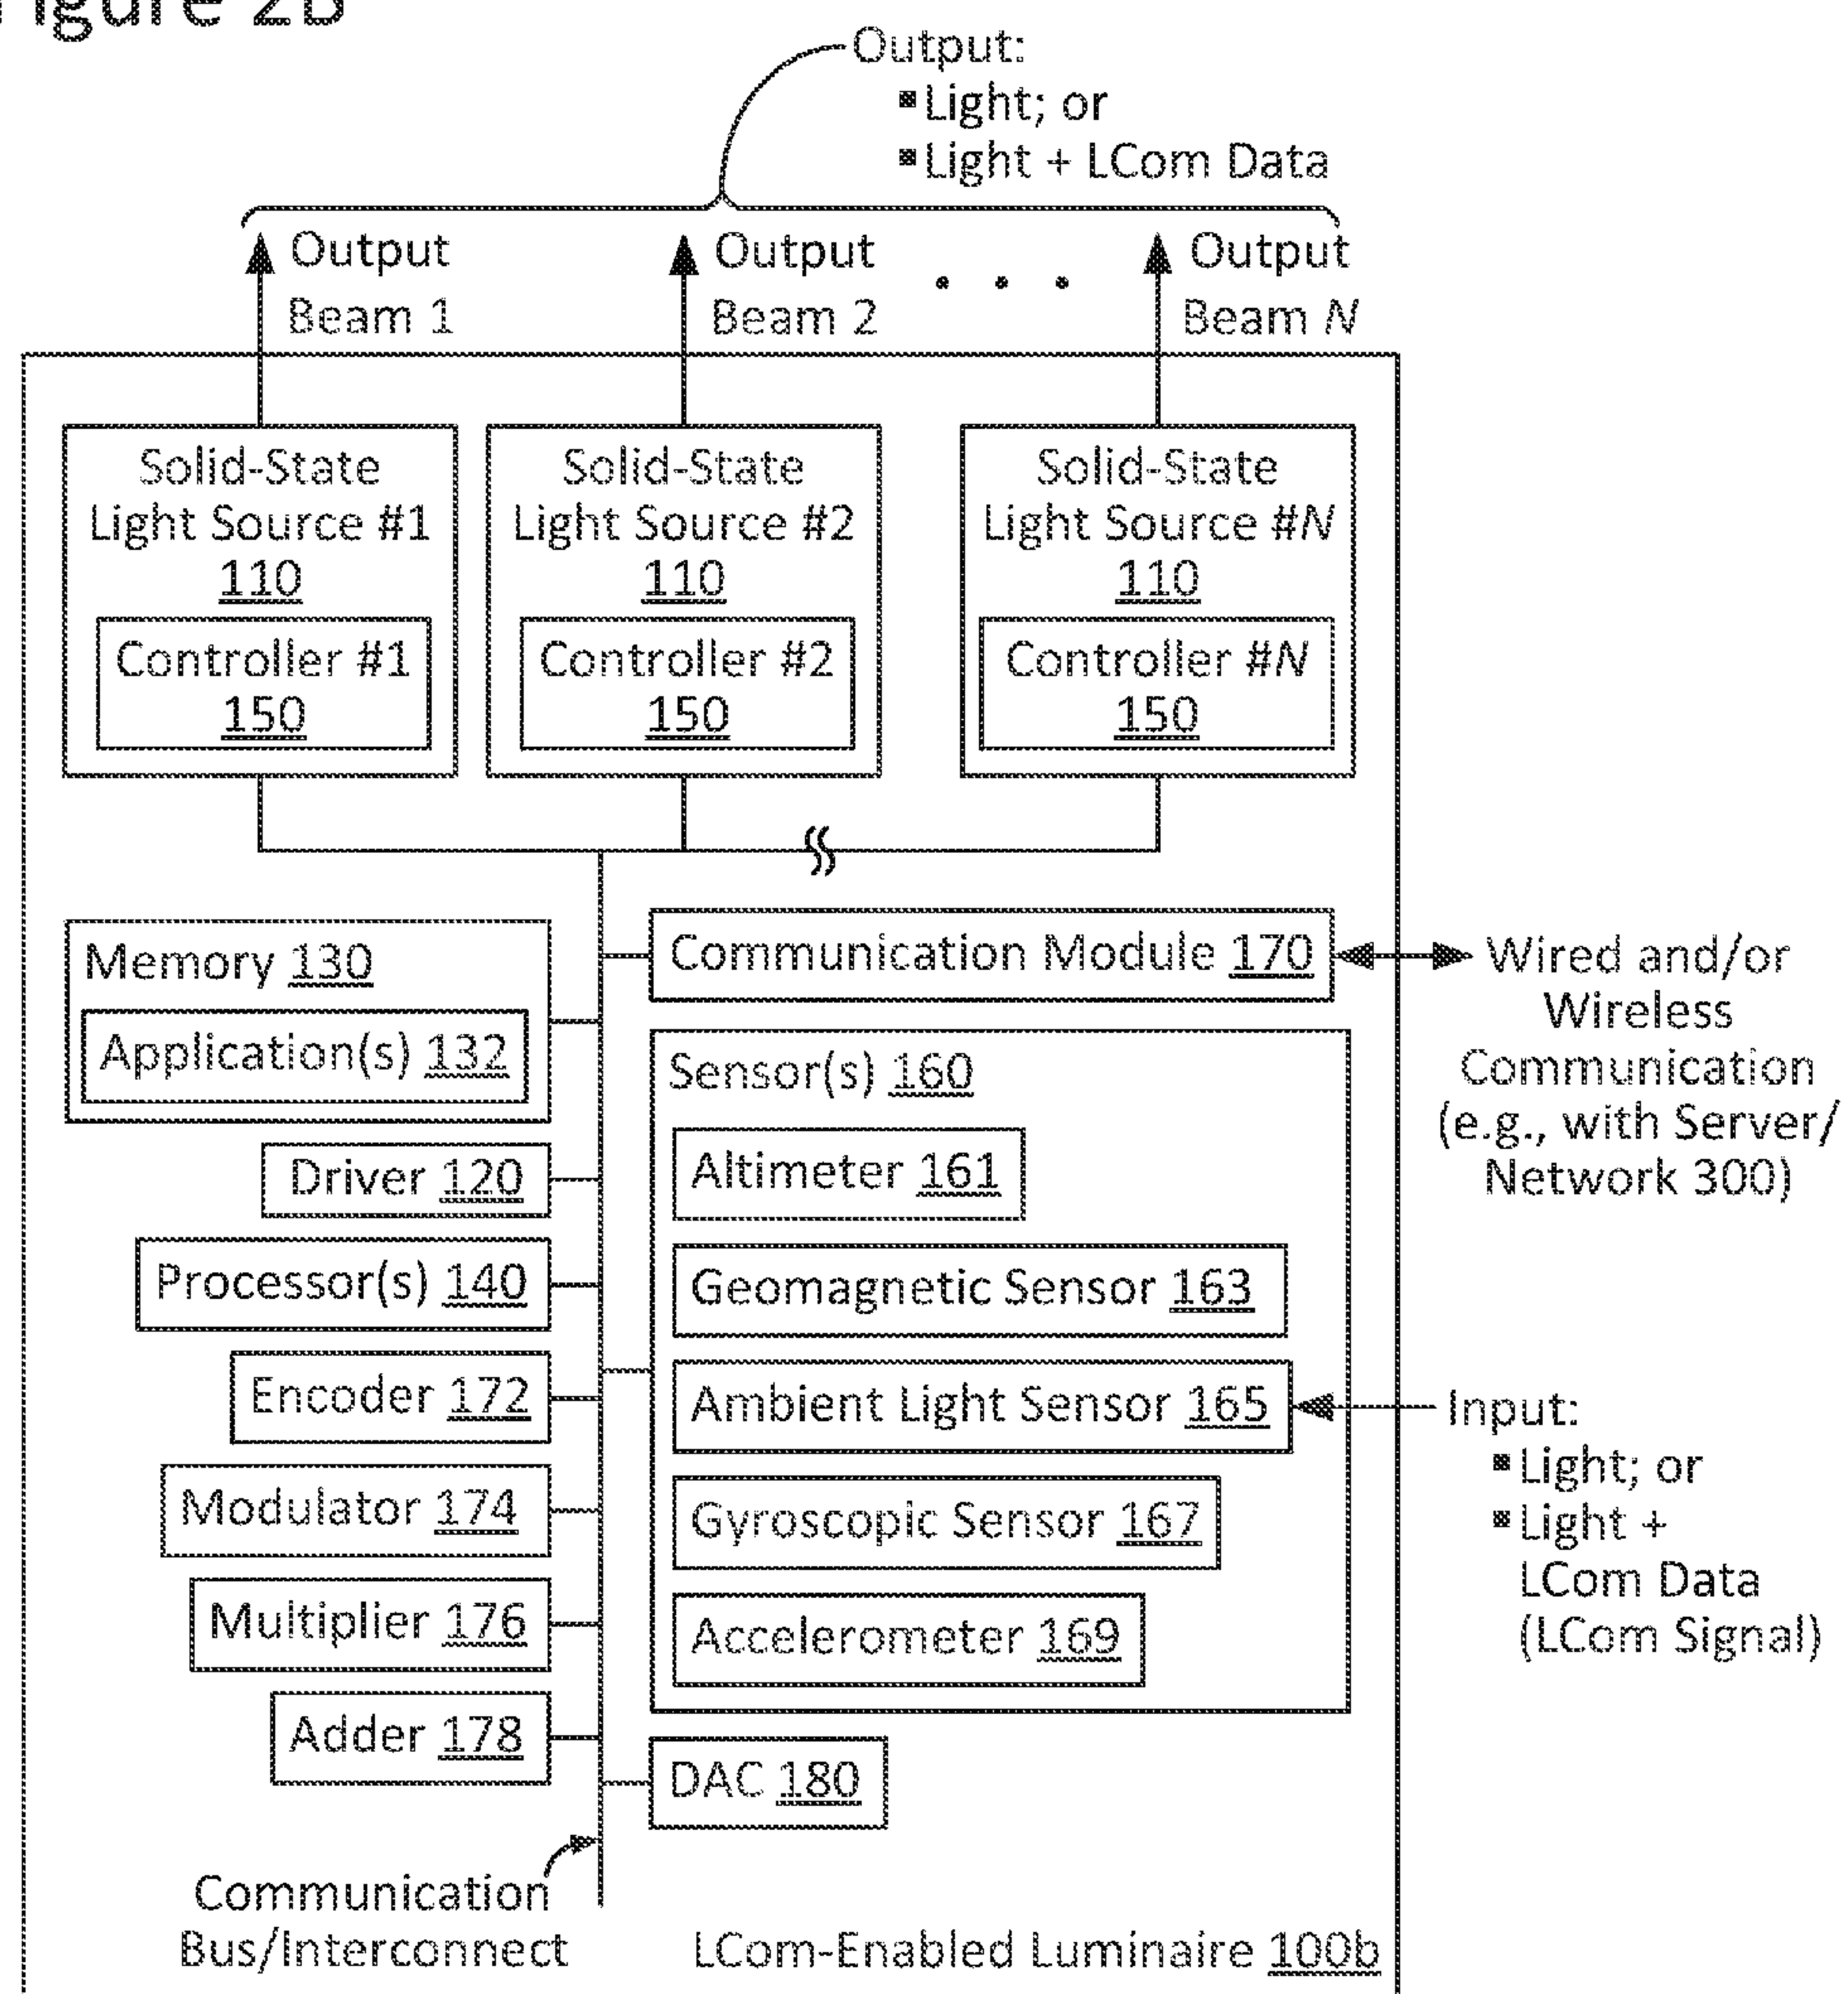 Figure 2B
Output:
▪Light; or
▪Light + LCom Data
Output
Beam 1
Output
Beam 2
. . .
Output
Beam N
Solid-State
Light Source #1
110
Controller #1
150
Solid-State
Light Source #2
110
Controller #2
150
Solid-State
Light Source #N
110
Controller #N
150
Memory 130
Application(s) 132
Driver 120
Processor(s) 140
Encoder 172
Modulator 174
Multiplier 176
Adder 178
Communication Module 170
Wired and/or
Wireless
Communication
(e.g., with Server/
Network 300)
Sensor(s) 160
Altimeter 161
Geomagnetic Sensor 163
Ambient Light Sensor 165
Gyroscopic Sensor 167
Accelerometer 169
Input:
▪Light; or
▪Light +
LCom Data
(LCom Signal)
DAC 180
Communication
Bus/Interconnect
LCom-Enabled Luminaire 100b